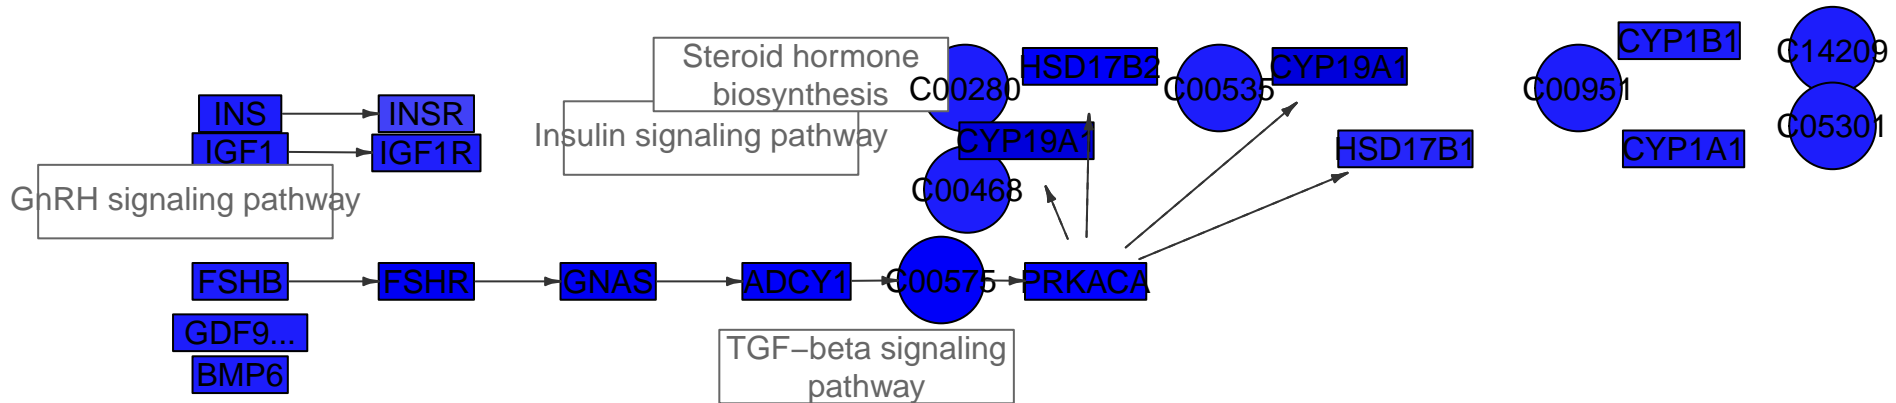 CYP1B1
C14209
Steroid hormone
biosynthesis
HSD17B2
CYP19A1
C00280
C00535
C00951
INS
INSR
C05301
Insulin signaling pathway
CYP19A1
IGF1
IGF1R
HSD17B1
CYP1A1
C00468
GnRH signaling pathway
FSHB
FSHR
GNAS
ADCY1
C00575
PRKACA
GDF9...
TGF−beta signaling
pathway
BMP6